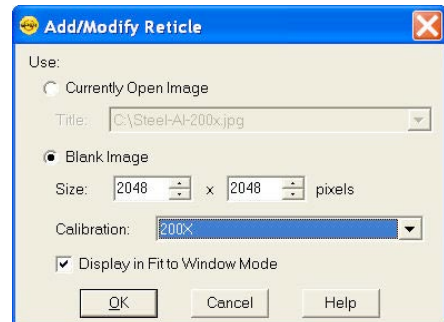 Add/Modify Reticle
Use:
Currently Open Image
Title: C:\Steel-Al-200x.jpg
Blank Image
Size: 2048 x 2048 pixels
Calibration: 200X
Display in Fit to Window Mode
OK Cancel Help